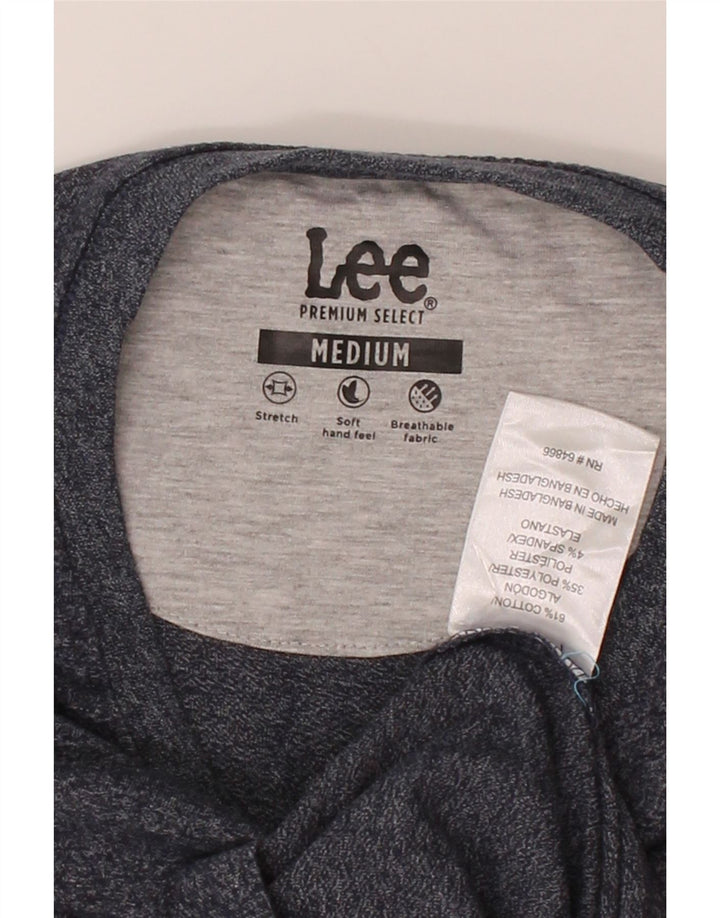 Lee®
PREMIUM SELECT
MEDIUM
Stretch
Soft
hand feel
Breathable
fabric
61% COTTON/
ALGODÓN
35% POLYESTER/
POLIESTER
4% SPANDEX/
ELASTANO
MADE IN BANGLADESH
HECHO EN BANGLADESH
RN # 64866